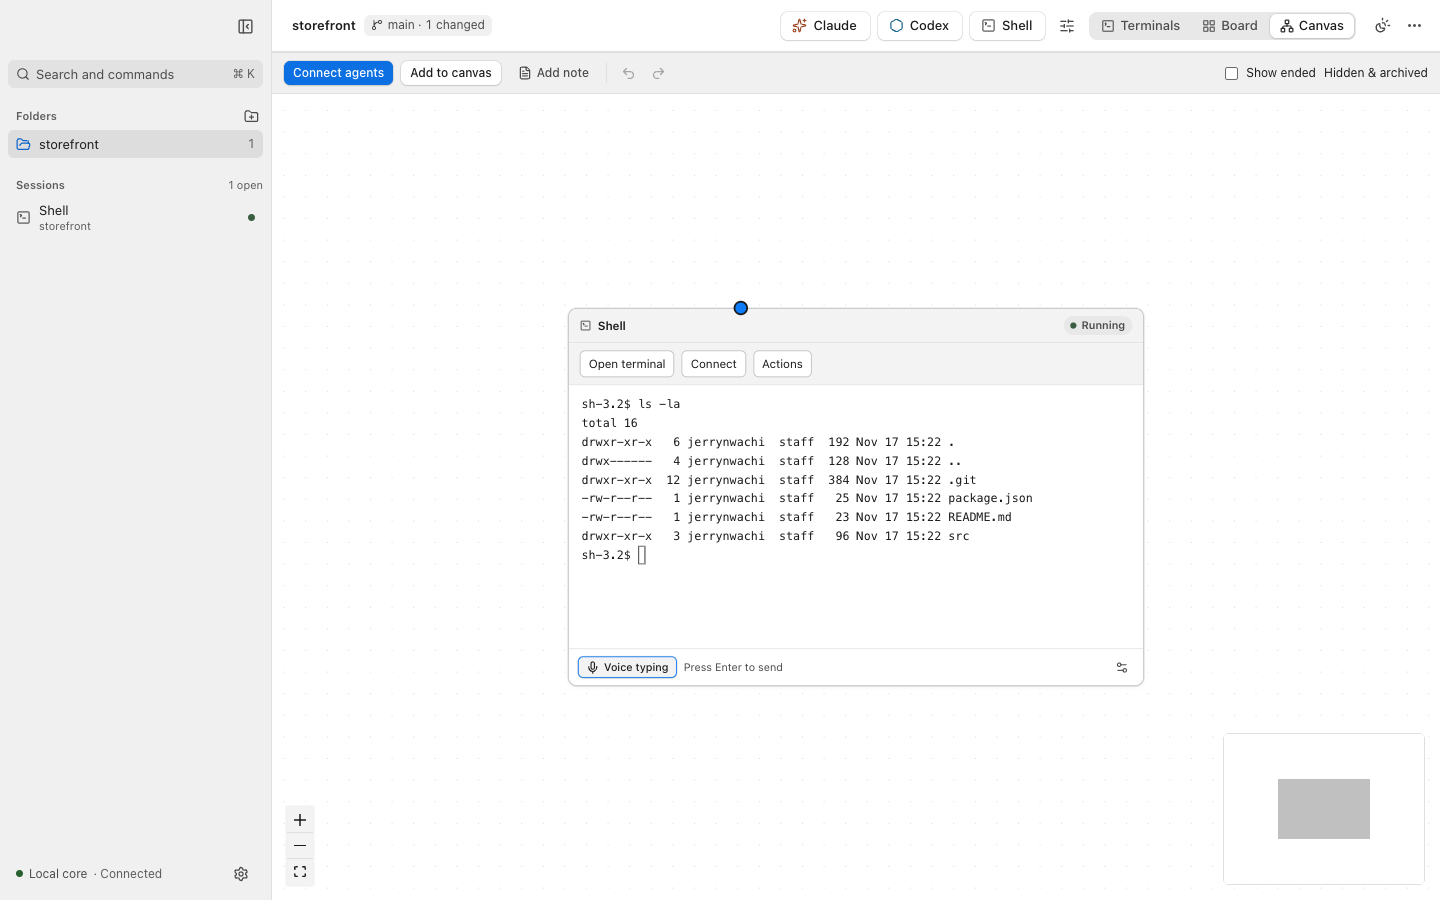 storefront
main · 1 changed
Claude
Codex
Shell
Terminals
Board
Canvas
Search and commands
⌘ K
Connect agents
Add to canvas
Add note
Show ended
Hidden & archived
Folders
storefront
1
Sessions
1 open
Shell
storefront
Shell
Running
Open terminal
Connect
Actions
sh-3.2$ ls -la
total 16
drwxr-xr-x   6 jerrynwachi  staff  192 Nov 17 15:22 .
drwx------   4 jerrynwachi  staff  128 Nov 17 15:22 ..
drwxr-xr-x  12 jerrynwachi  staff  384 Nov 17 15:22 .git
-rw-r--r--   1 jerrynwachi  staff   25 Nov 17 15:22 package.json
-rw-r--r--   1 jerrynwachi  staff   23 Nov 17 15:22 README.md
drwxr-xr-x   3 jerrynwachi  staff   96 Nov 17 15:22 src
sh-3.2$
Voice typing
Press Enter to send
Local core · Connected